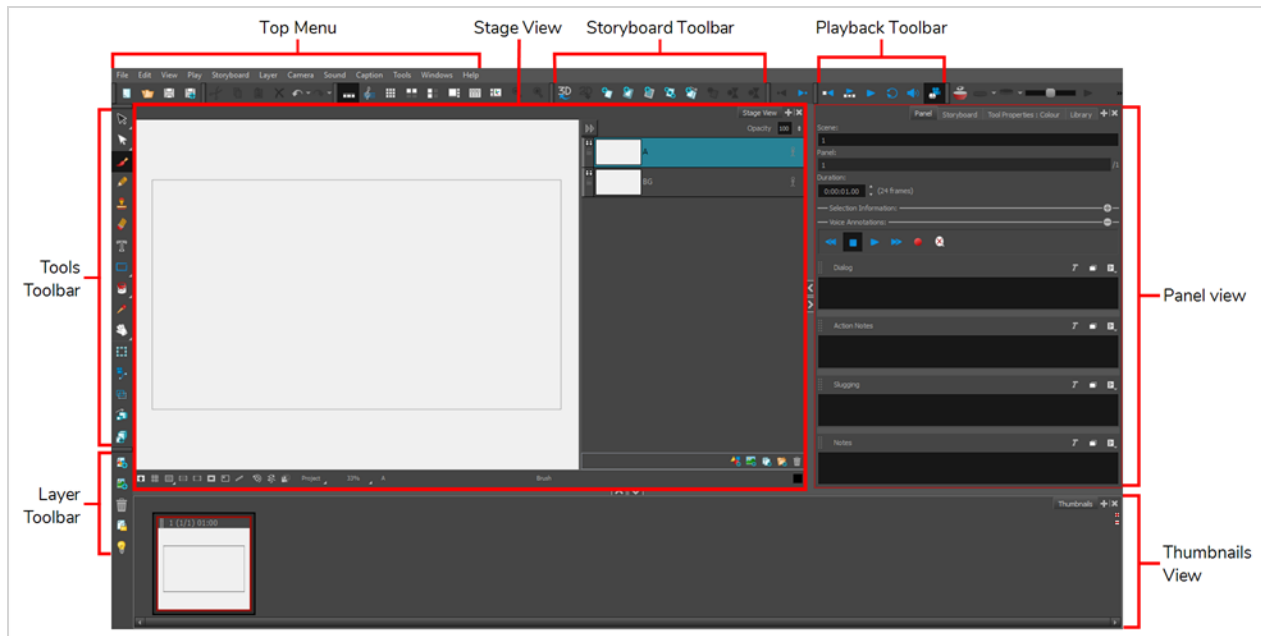 Top Menu
Stage View
Storyboard Toolbar
Playback Toolbar
File Edit View Play Storyboard Layer Camera Sound Caption Tools Windows Help
3D
Stage View
Opacity 100
A
BG
Panel Storyboard Tool Properties : Colour Library
Scene:
1
Panel:
1 /1
Duration:
0:00:01.00 (24 frames)
Selection Information:
Voice Annotations:
Dialog
Action Notes
Slugging
Notes
Tools
Toolbar
Panel view
Project 33% A Brush
Layer
Toolbar
Thumbnails
1 (1/1) 01:00
Thumbnails
View